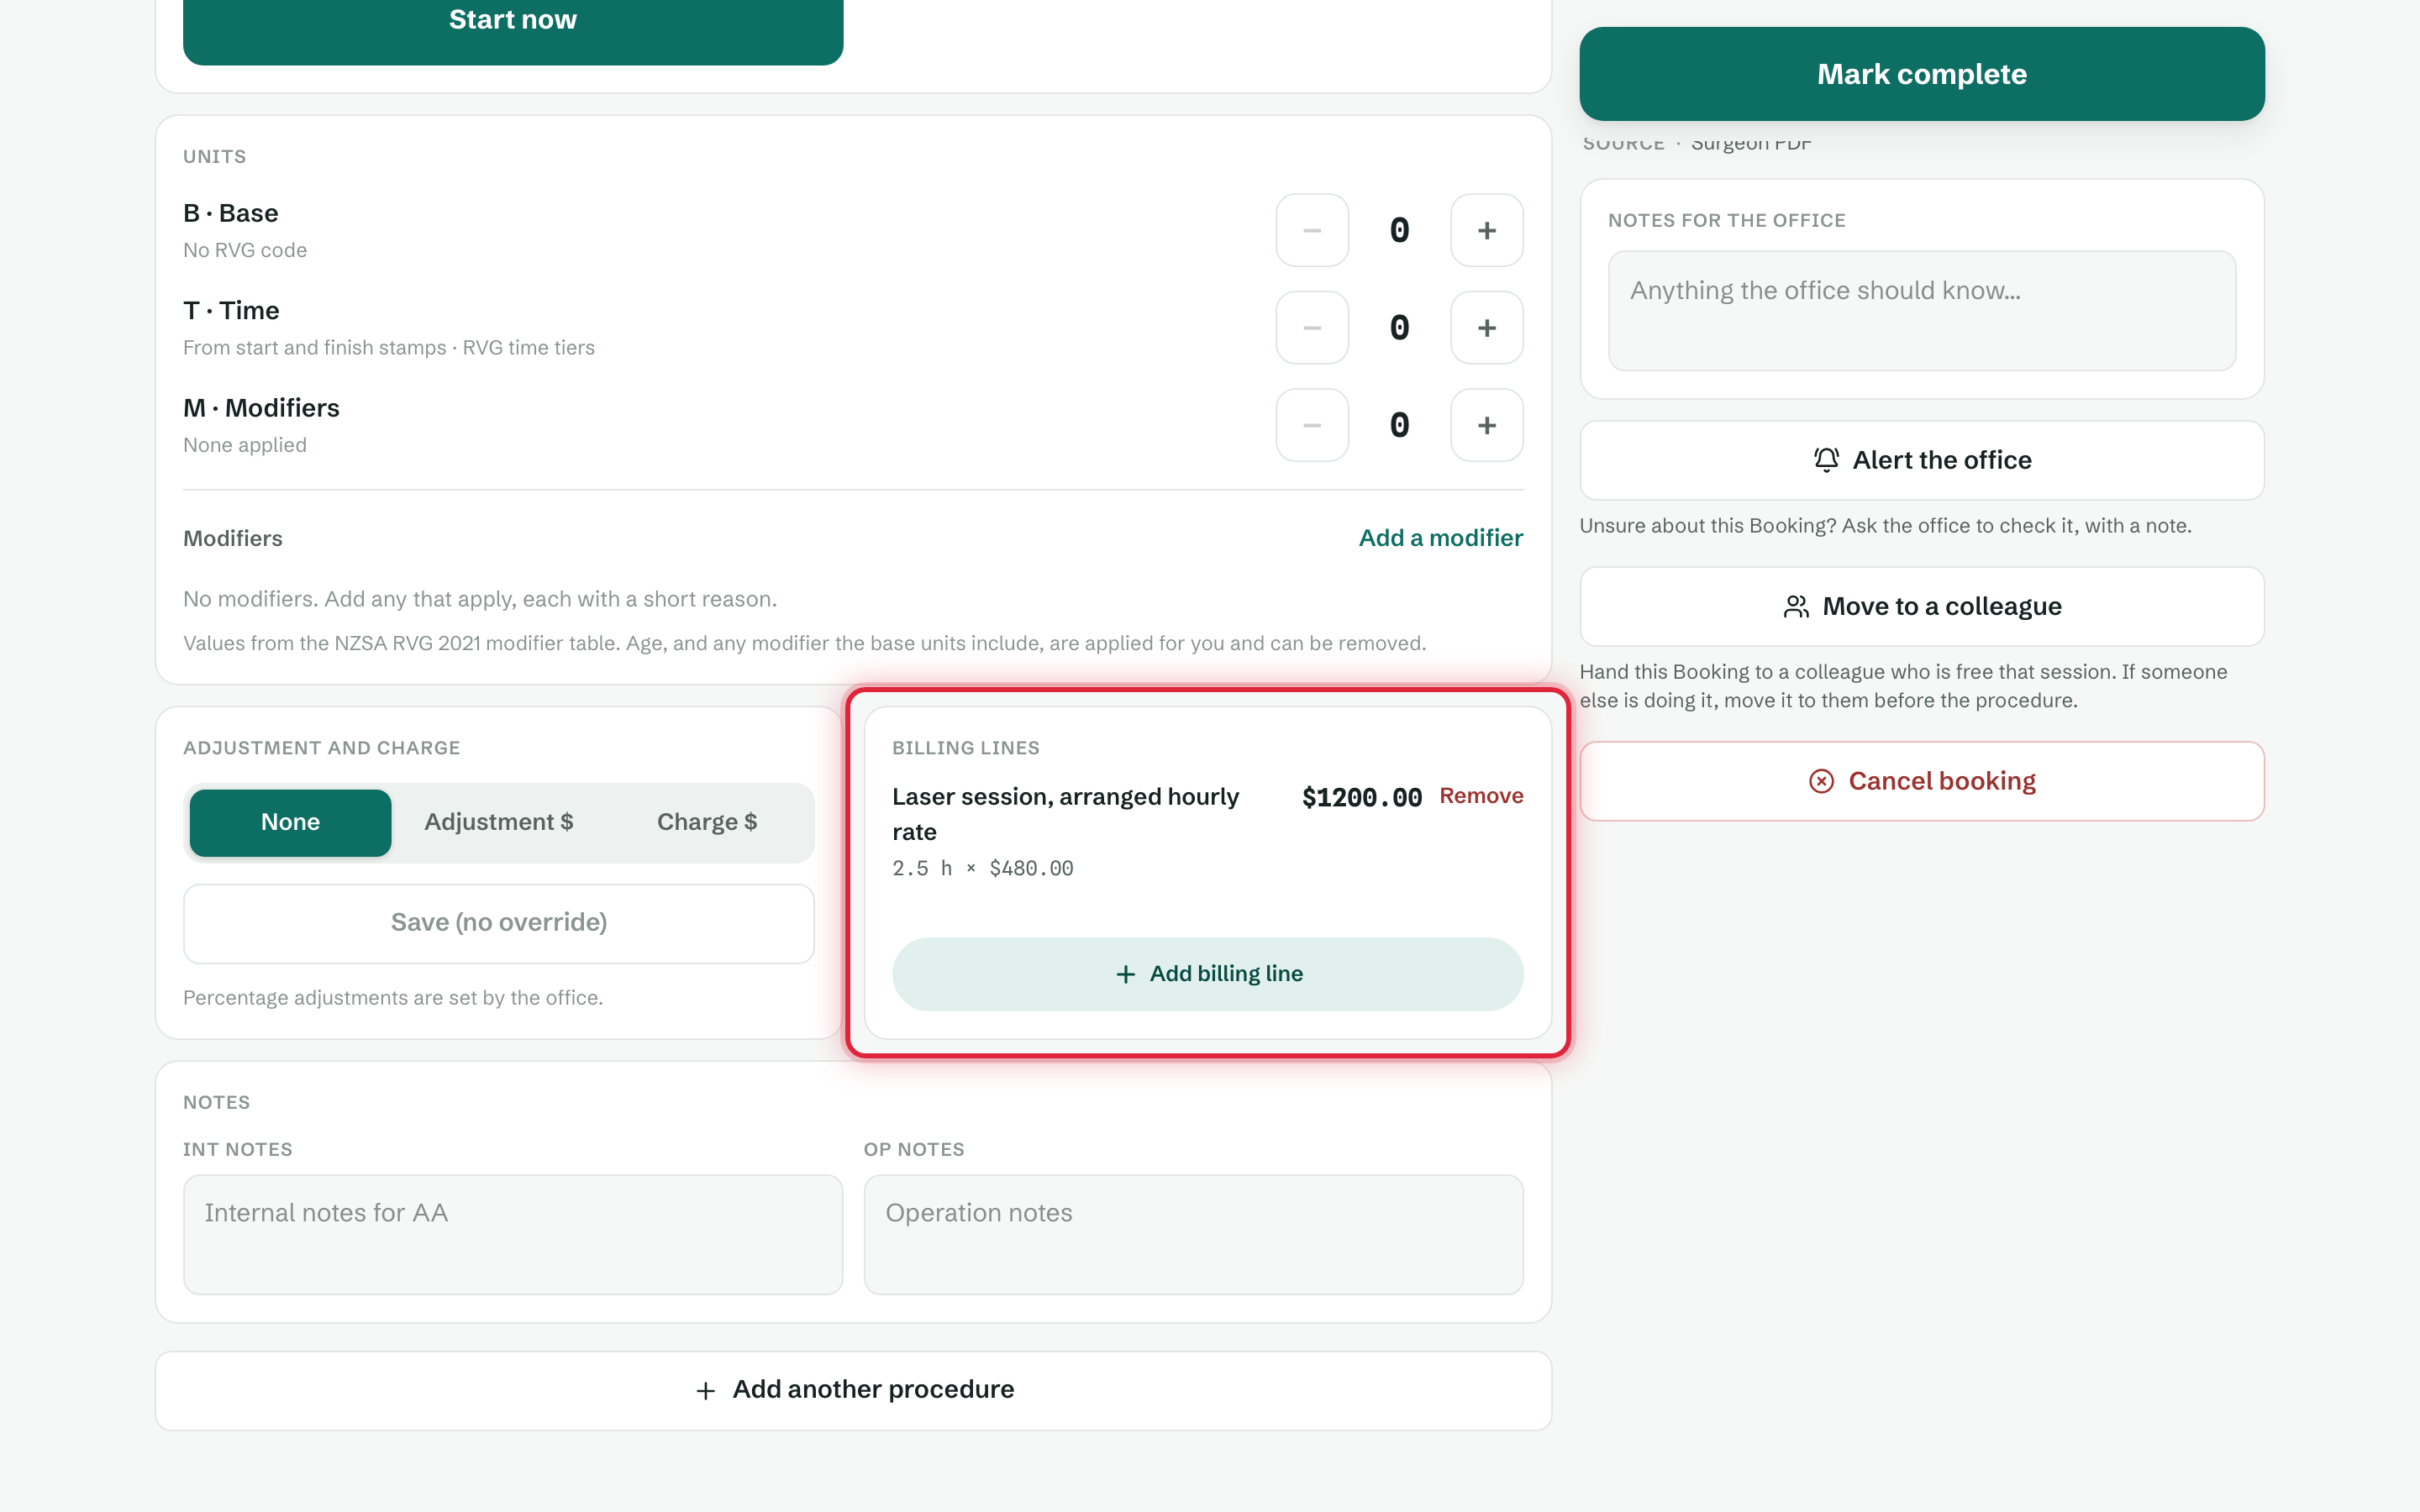 Start now
UNITS
B · Base
No RVG code
− 0 +
T · Time
From start and finish stamps · RVG time tiers
− 0 +
M · Modifiers
None applied
− 0 +
Modifiers
Add a modifier
No modifiers. Add any that apply, each with a short reason.
Values from the NZSA RVG 2021 modifier table. Age, and any modifier the base units include, are applied for you and can be removed.
ADJUSTMENT AND CHARGE
None
Adjustment $
Charge $
Save (no override)
Percentage adjustments are set by the office.
BILLING LINES
Laser session, arranged hourly
rate
$1200.00
Remove
2.5 h × $480.00
+ Add billing line
NOTES
INT NOTES
Internal notes for AA
OP NOTES
Operation notes
+ Add another procedure
Mark complete
SOURCE · Surgeon PDF
NOTES FOR THE OFFICE
Anything the office should know...
Alert the office
Unsure about this Booking? Ask the office to check it, with a note.
Move to a colleague
Hand this Booking to a colleague who is free that session. If someone
else is doing it, move it to them before the procedure.
Cancel booking